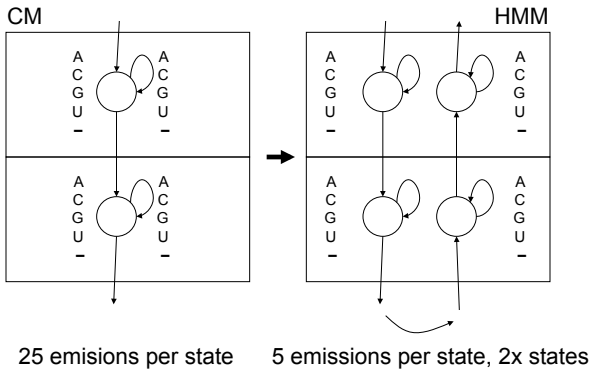 CM
HMM
A A
C C
G G
U U
– –
A A
C C
G G
U U
– –
A A
C C
G G
U U
– –
A A
C C
G G
U U
– –
25 emisions per state
5 emissions per state, 2x states